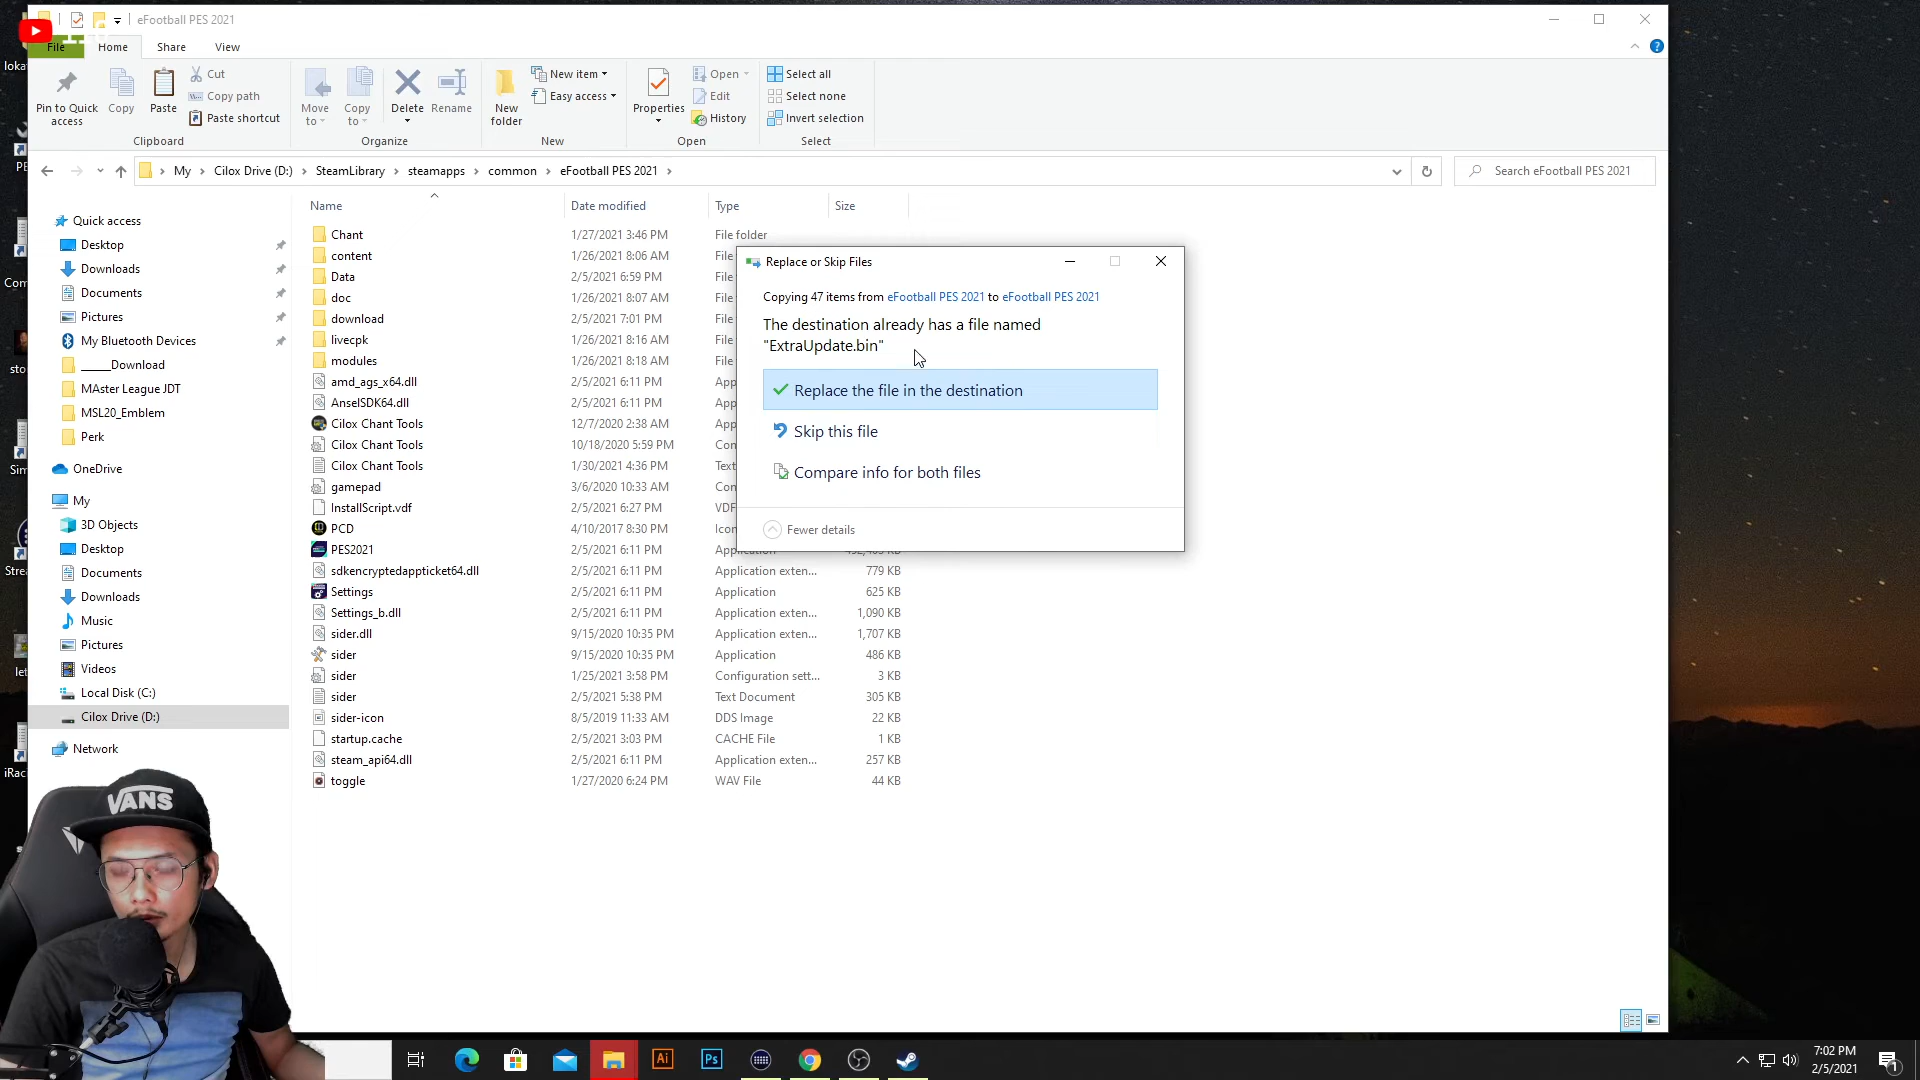 eFootball PES 2021
File Home Share View
Pin to Quick access
Copy
Paste
Cut
Copy path
Paste shortcut
Clipboard
Move to
Copy to
Delete
Rename
Organize
New folder
New item
Easy access
New
Properties
Open
Edit
History
Open
Select all
Select none
Invert selection
Select
My > Cilox Drive (D:) > SteamLibrary > steamapps > common > eFootball PES 2021 >
Search eFootball PES 2021
Quick access
Desktop
Downloads
Documents
Pictures
My Bluetooth Devices
_____Download
MAster League JDT
MSL20_Emblem
Perk
OneDrive
My
3D Objects
Desktop
Documents
Downloads
Music
Pictures
Videos
Local Disk (C:)
Cilox Drive (D:)
Network
Name Date modified Type Size
Chant 1/27/2021 3:46 PM File folder
content 1/26/2021 8:06 AM File
Data 2/5/2021 6:59 PM File
doc 1/26/2021 8:07 AM File
download 2/5/2021 7:01 PM File
livecpk 1/26/2021 8:16 AM File
modules 1/26/2021 8:18 AM File
amd_ags_x64.dll 2/5/2021 6:11 PM App
AnselSDK64.dll 2/5/2021 6:11 PM App
Cilox Chant Tools 12/7/2020 2:38 AM App
Cilox Chant Tools 10/18/2020 5:59 PM Con
Cilox Chant Tools 1/30/2021 4:36 PM Text
gamepad 3/6/2020 10:33 AM Con
InstallScript.vdf 2/5/2021 6:27 PM VDF
PCD 4/10/2017 8:30 PM Icon
PES2021 2/5/2021 6:11 PM
sdkencryptedappticket64.dll 2/5/2021 6:11 PM Application exten... 779 KB
Settings 2/5/2021 6:11 PM Application 625 KB
Settings_b.dll 2/5/2021 6:11 PM Application exten... 1,090 KB
sider.dll 9/15/2020 10:35 PM Application exten... 1,707 KB
sider 9/15/2020 10:35 PM Application 486 KB
sider 1/25/2021 3:58 PM Configuration sett... 3 KB
sider 2/5/2021 5:38 PM Text Document 305 KB
sider-icon 8/5/2019 11:33 AM DDS Image 22 KB
startup.cache 2/5/2021 3:03 PM CACHE File 1 KB
steam_api64.dll 2/5/2021 6:11 PM Application exten... 257 KB
toggle 1/27/2020 6:24 PM WAV File 44 KB
Replace or Skip Files
Copying 47 items from eFootball PES 2021 to eFootball PES 2021
The destination already has a file named
"ExtraUpdate.bin"
Replace the file in the destination
Skip this file
Compare info for both files
Fewer details
VANS
Ai
Ps
7:02 PM
2/5/2021
1